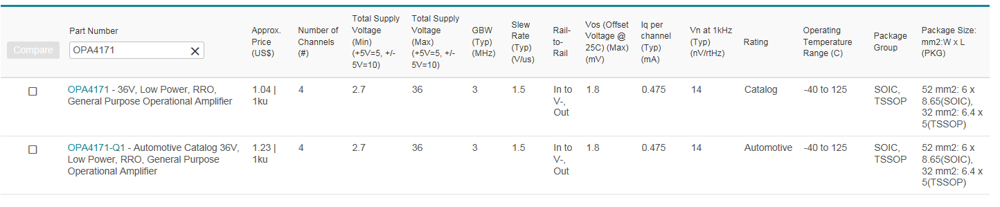 Compare
Part Number
OPA4171
Approx.
Price
(US$)
Number of
Channels
(#)
Total Supply
Voltage
(Min)
(+5V=5, +/-
5V=10)
Total Supply
Voltage
(Max)
(+5V=5, +/-
5V=10)
GBW
(Typ)
(MHz)
Slew
Rate
(Typ)
(V/us)
Rail-
to-
Rail
Vos (Offset
Voltage @
25C) (Max)
(mV)
Iq per
channel
(Typ)
(mA)
Vn at 1kHz
(Typ)
(nV/rtHz)
Rating
Operating
Temperature
Range (C)
Package
Group
Package Size:
mm2:W x L
(PKG)
OPA4171 - 36V, Low Power, RRO,
General Purpose Operational Amplifier
1.04 |
1ku
4
2.7
36
3
1.5
In to
V-,
Out
1.8
0.475
14
Catalog
-40 to 125
SOIC,
TSSOP
52 mm2: 6 x
8.65(SOIC),
32 mm2: 6.4 x
5(TSSOP)
OPA4171-Q1 - Automotive Catalog 36V,
Low Power, RRO, General Purpose
Operational Amplifier
1.23 |
1ku
4
2.7
36
3
1.5
In to
V-,
Out
1.8
0.475
14
Automotive
-40 to 125
SOIC,
TSSOP
52 mm2: 6 x
8.65(SOIC),
32 mm2: 6.4 x
5(TSSOP)